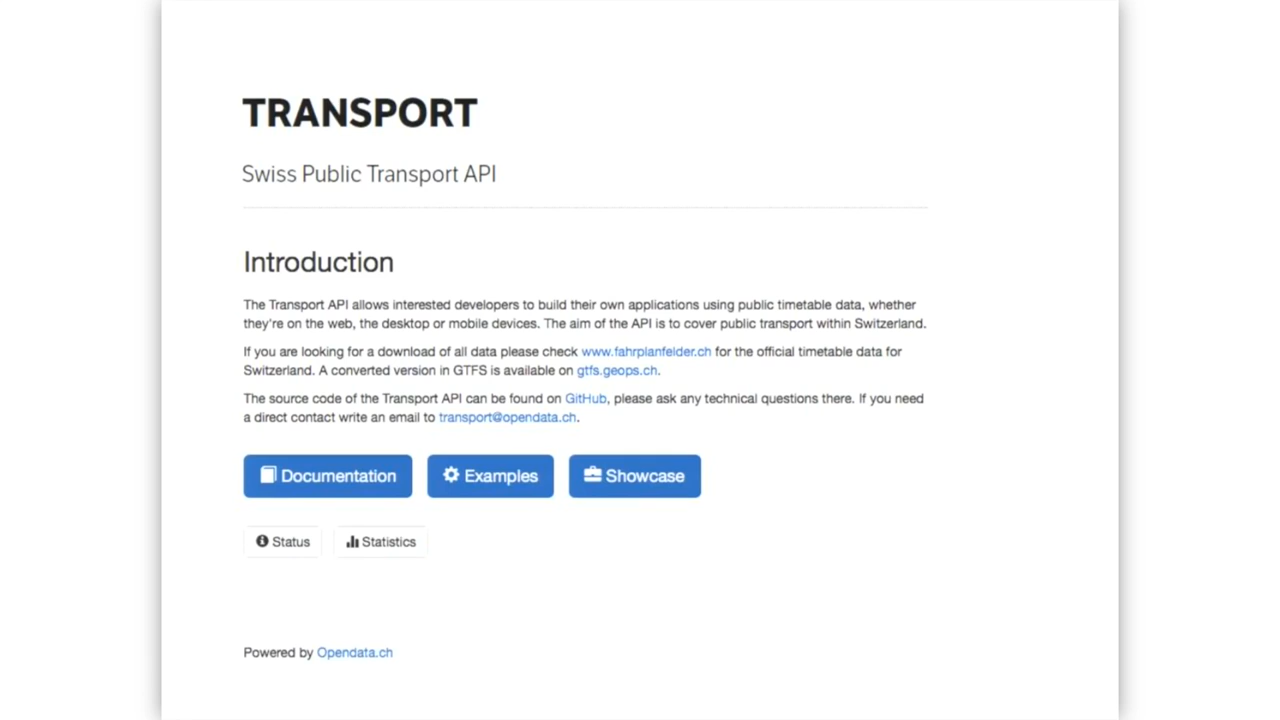 TRANSPORT
Swiss Public Transport API
Introduction
The Transport API allows interested developers to build their own applications using public timetable data, whether
they're on the web, the desktop or mobile devices. The aim of the API is to cover public transport within Switzerland.
If you are looking for a download of all data please check www.fahrplanfelder.ch for the official timetable data for
Switzerland. A converted version in GTFS is available on gtfs.geops.ch.
The source code of the Transport API can be found on GitHub, please ask any technical questions there. If you need
a direct contact write an email to transport@opendata.ch.
Documentation Examples Showcase
Status Statistics
Powered by Opendata.ch